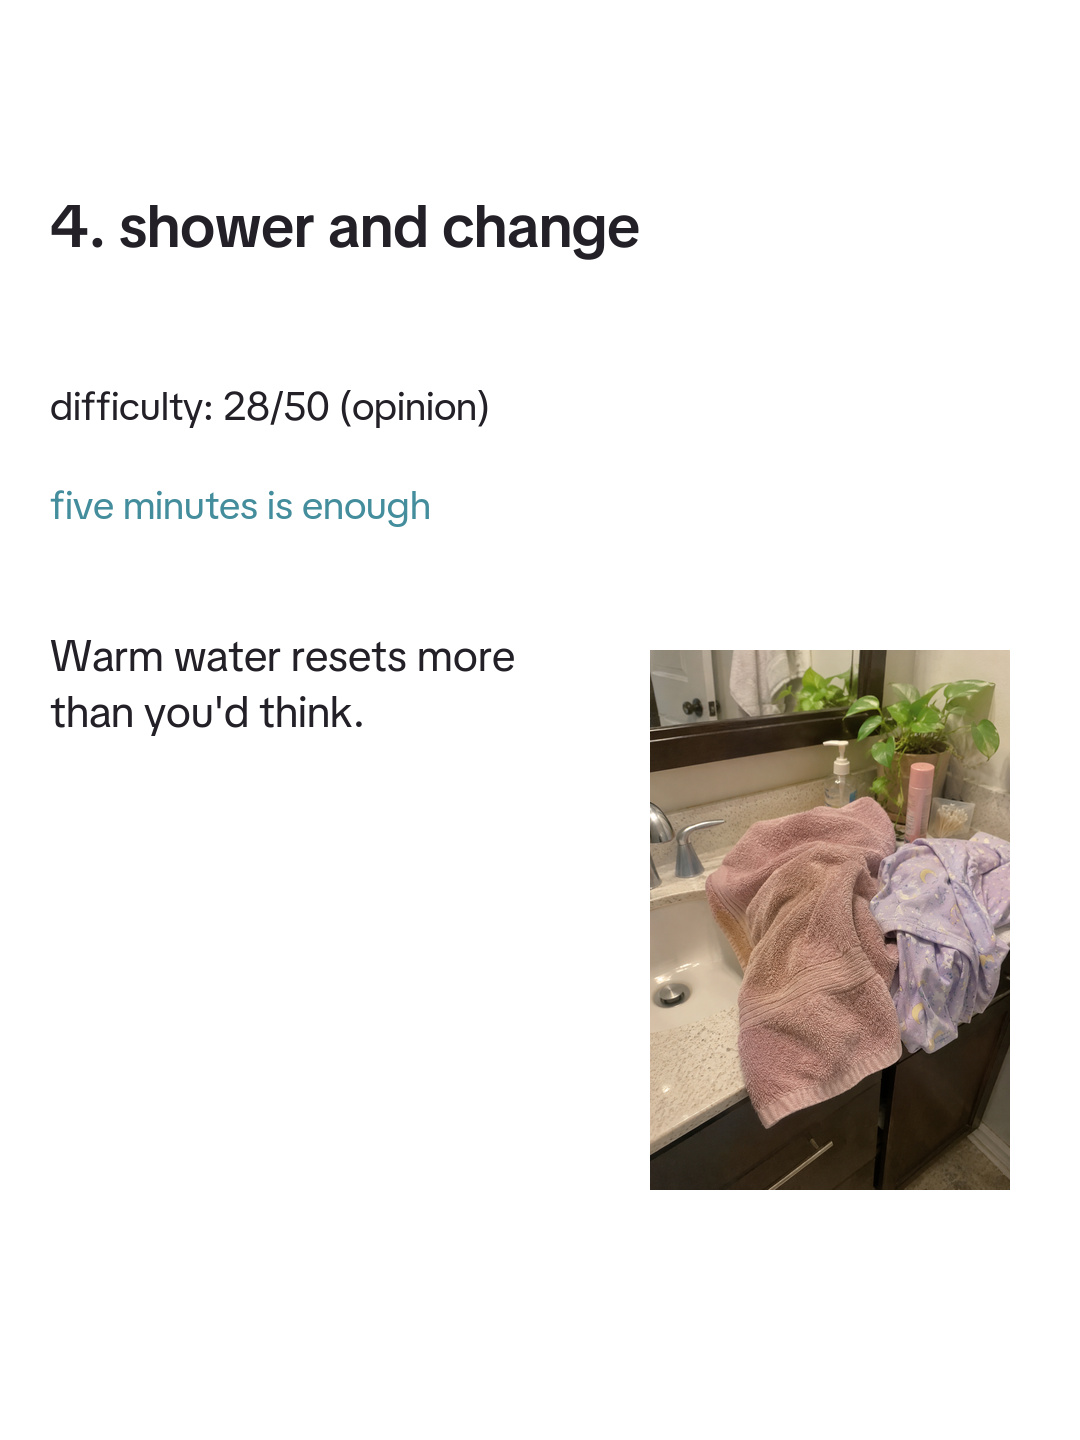 4. shower and change
difficulty: 28/50 (opinion)
five minutes is enough
Warm water resets more
than you'd think.